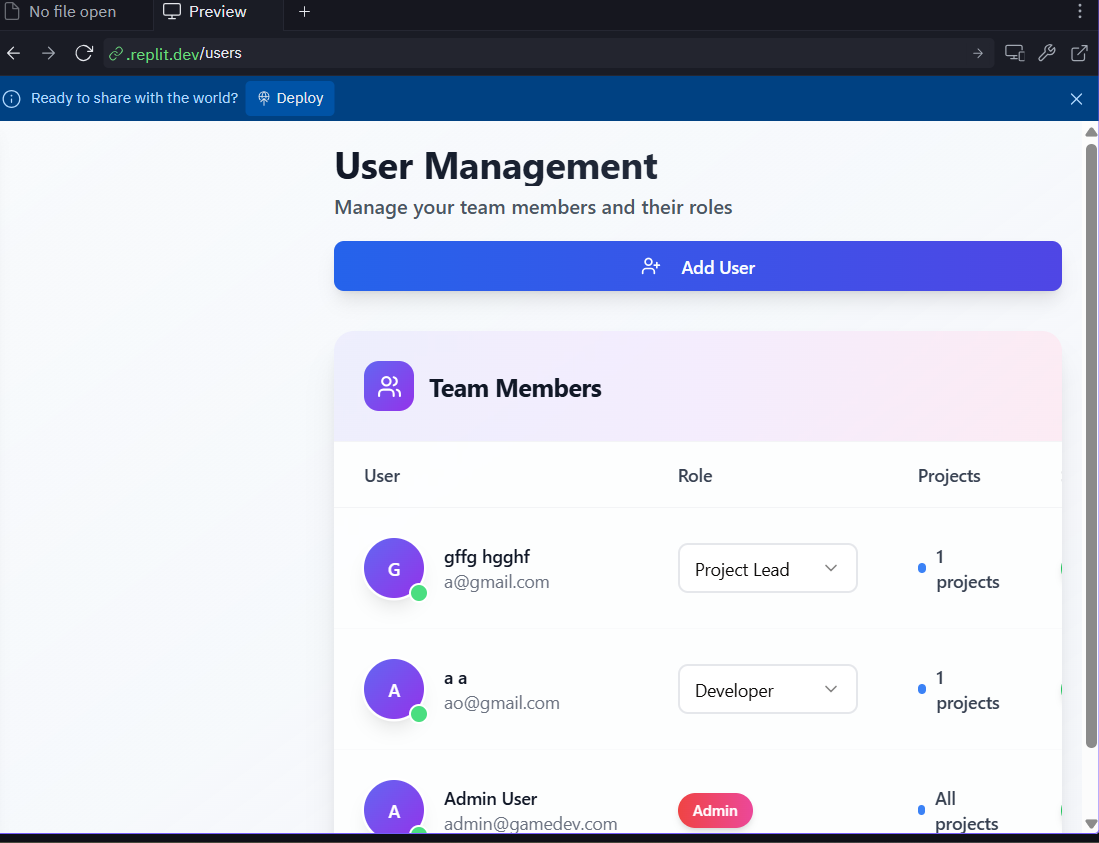 No file open
Preview
.replit.dev/users
Ready to share with the world?
Deploy
User Management
Manage your team members and their roles
Add User
Team Members
User Role Projects
G
gffg hgghf
a@gmail.com
Project Lead
1
projects
A
a a
ao@gmail.com
Developer
1
projects
A
Admin User
admin@gamedev.com
Admin
All
projects